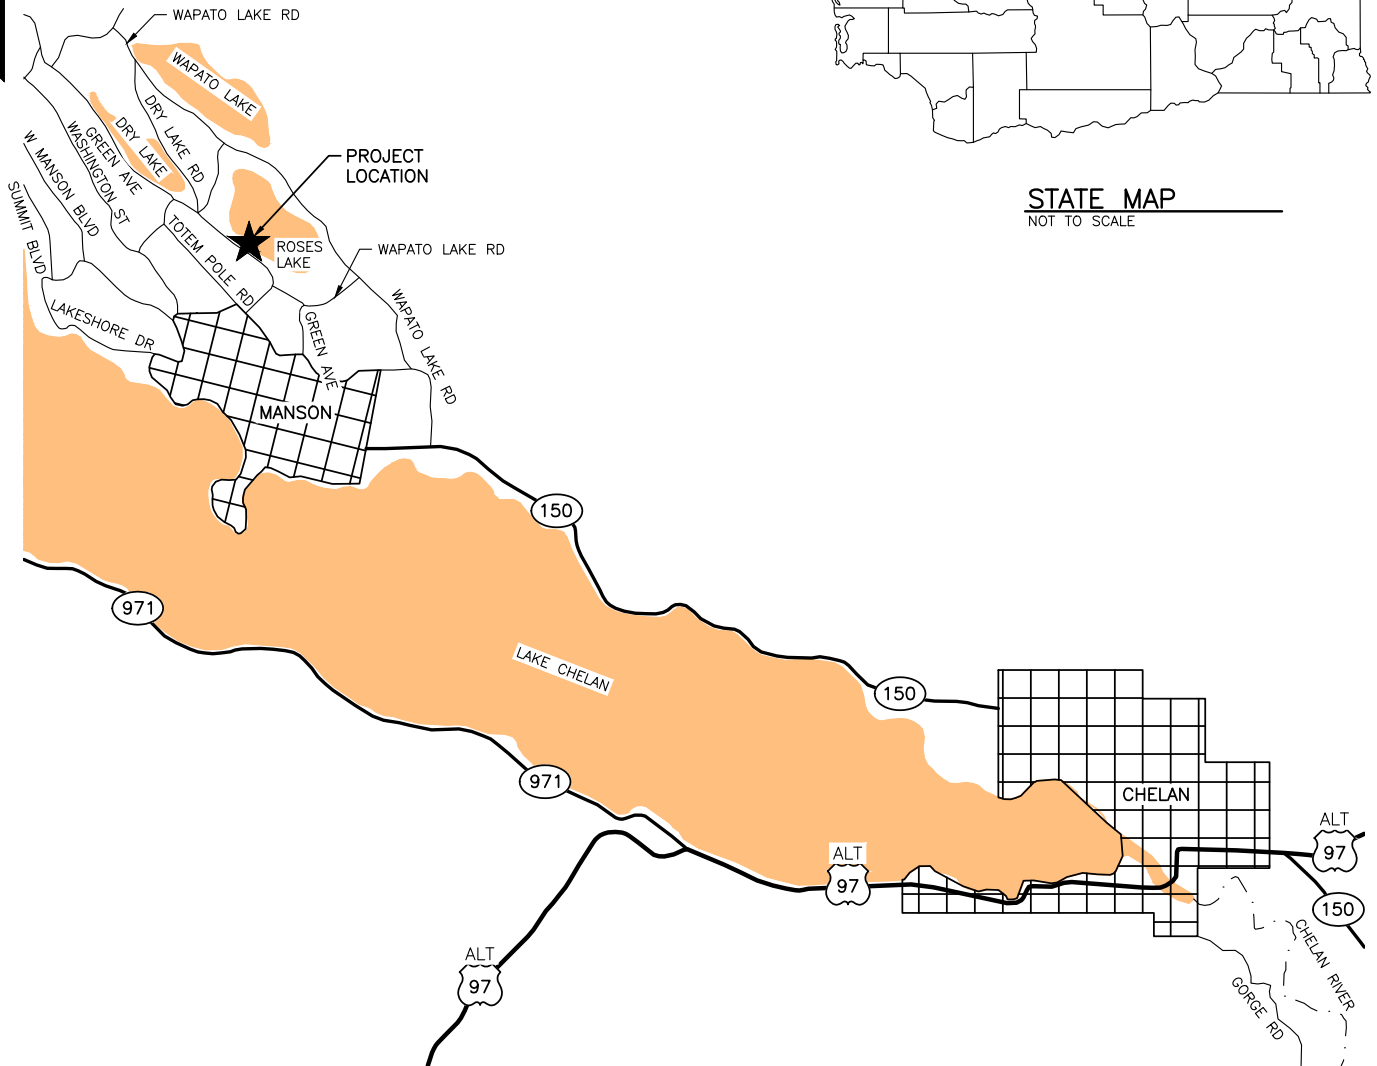 WAPATO LAKE RD
WAPATO LAKE
DRY LAKE RD
DRY LAKE
GREEN AVE
WASHINGTON ST
W MANSON BLVD
SUMMIT BLVD
PROJECT
LOCATION
STATE MAP
NOT TO SCALE
TOTEM POLE RD
ROSES
LAKE
WAPATO LAKE RD
LAKESHORE DR
GREEN AVE
WAPATO LAKE RD
MANSON
150
971
LAKE CHELAN
150
971
CHELAN
ALT
97
ALT
97
150
ALT
97
CHELAN RIVER
GORGE RD